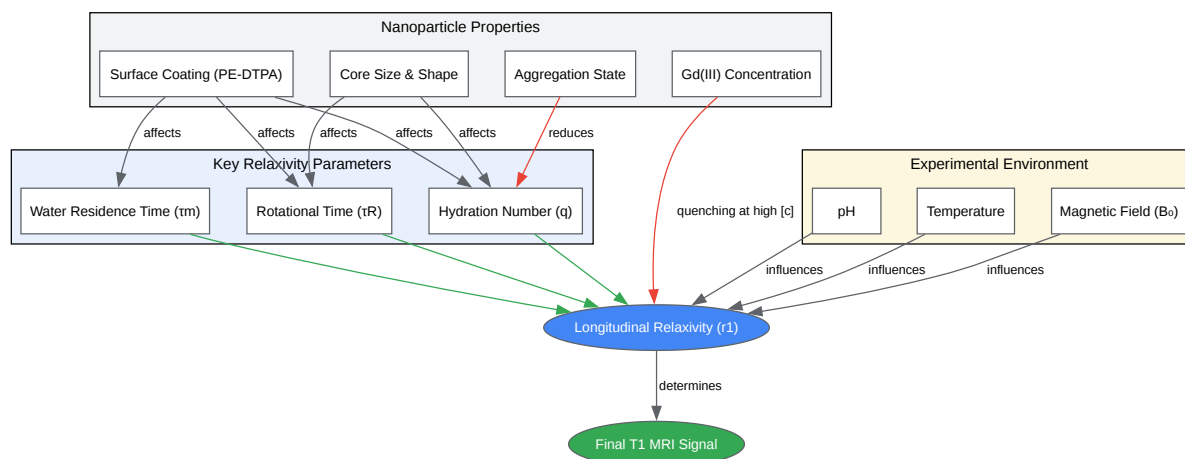 Nanoparticle Properties
Surface Coating (PE-DTPA)
Core Size & Shape
Aggregation State
Gd(III) Concentration
affects
affects
affects
affects
affects
reduces
Key Relaxivity Parameters
Experimental Environment
Water Residence Time (τm)
Rotational Time (τR)
Hydration Number (q)
quenching at high [c]
pH
Temperature
Magnetic Field (B₀)
influences
influences
influences
Longitudinal Relaxivity (r1)
determines
Final T1 MRI Signal